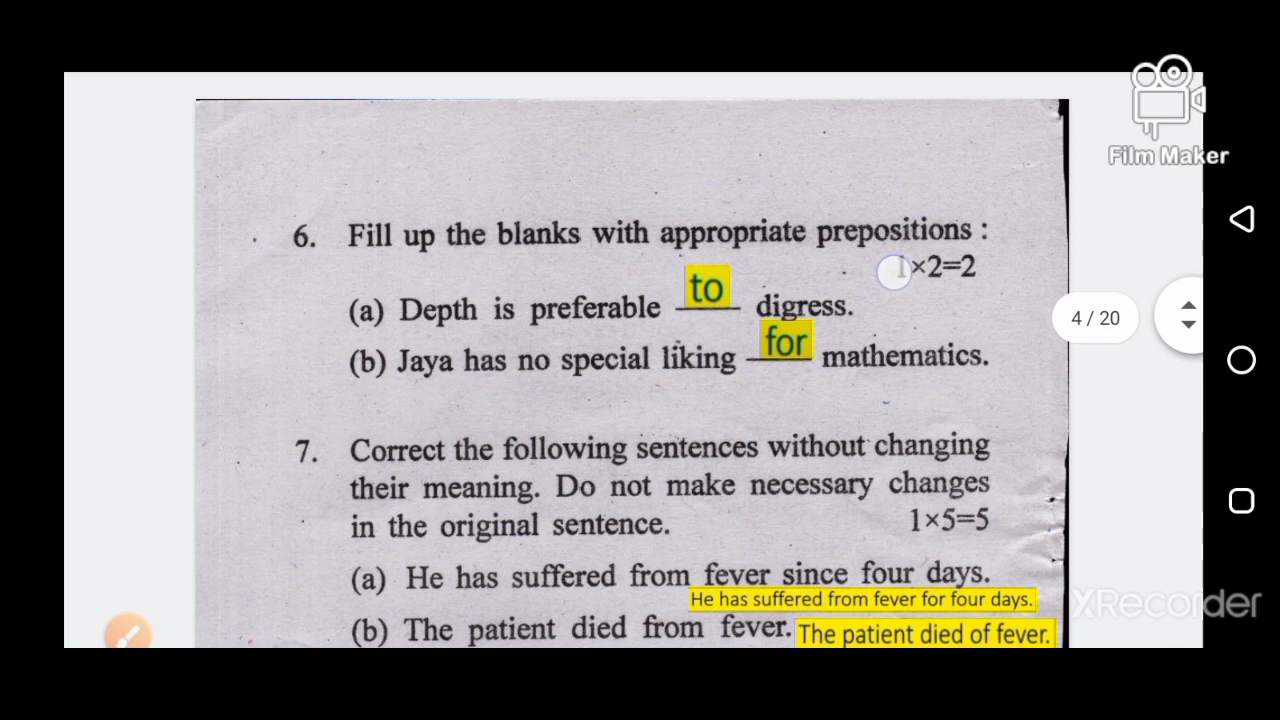 Film Maker
6. Fill up the blanks with appropriate prepositions :
1×2=2
(a) Depth is preferable to digress.
(b) Jaya has no special liking for mathematics.
4 / 20
7. Correct the following sentences without changing
their meaning. Do not make necessary changes
in the original sentence. 1×5=5
(a) He has suffered from fever since four days.
He has suffered from fever for four days.
(b) The patient died from fever. The patient died of fever.
XRecorder